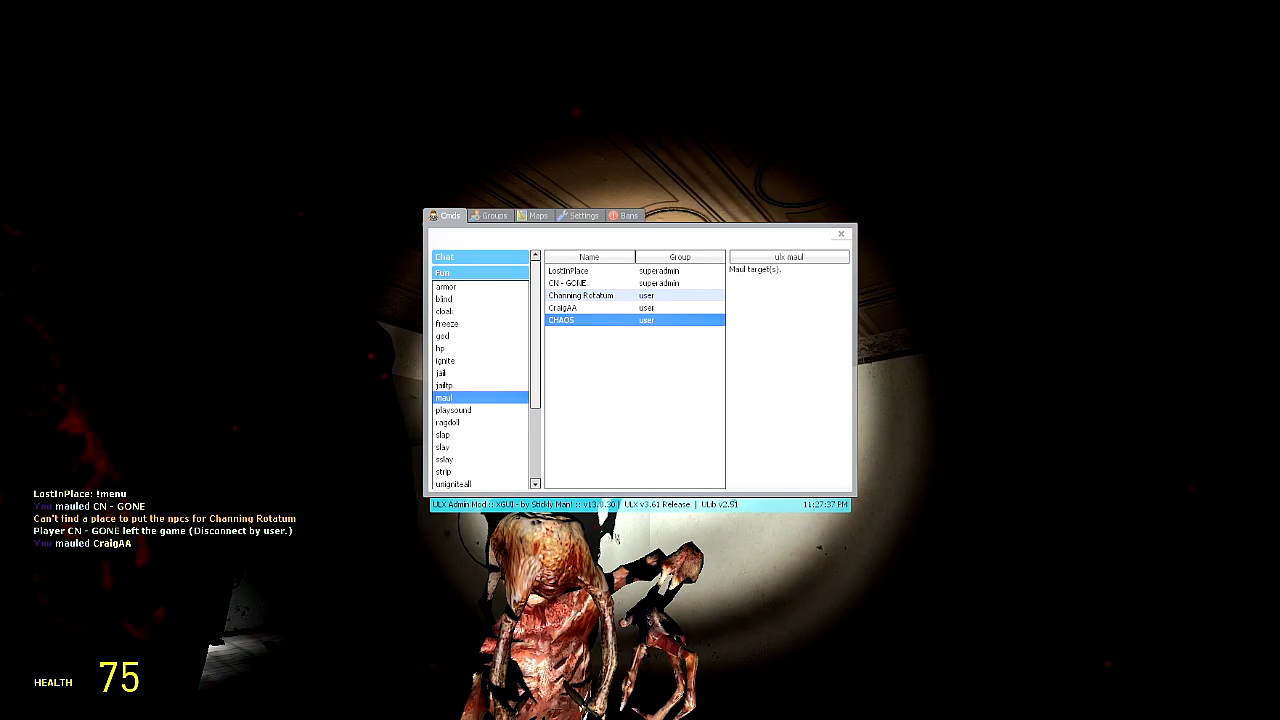 Cmds Groups Maps Settings Bans
Chat
Fun
armor
blind
cloak
freeze
god
hp
ignite
jail
jailtp
maul
playsound
ragdoll
slap
slay
sslay
strip
unigniteall
Name Group
LostInPlace superadmin
CN - GONE superadmin
Channing Rotatum user
CraigAA user
CHAOS user
ulx maul
Maul target(s).
LostInPlace: !menu
You mauled CN - GONE
Can't find a place to put the npcs for Channing Rotatum
Player CN - GONE left the game (Disconnect by user.)
You mauled CraigAA
ULX Admin Mod :: XGUI - by Stickly Man! :: v13.0.30 | ULX v3.61 Release | ULib v2.51 11:27:37 PM
HEALTH 75